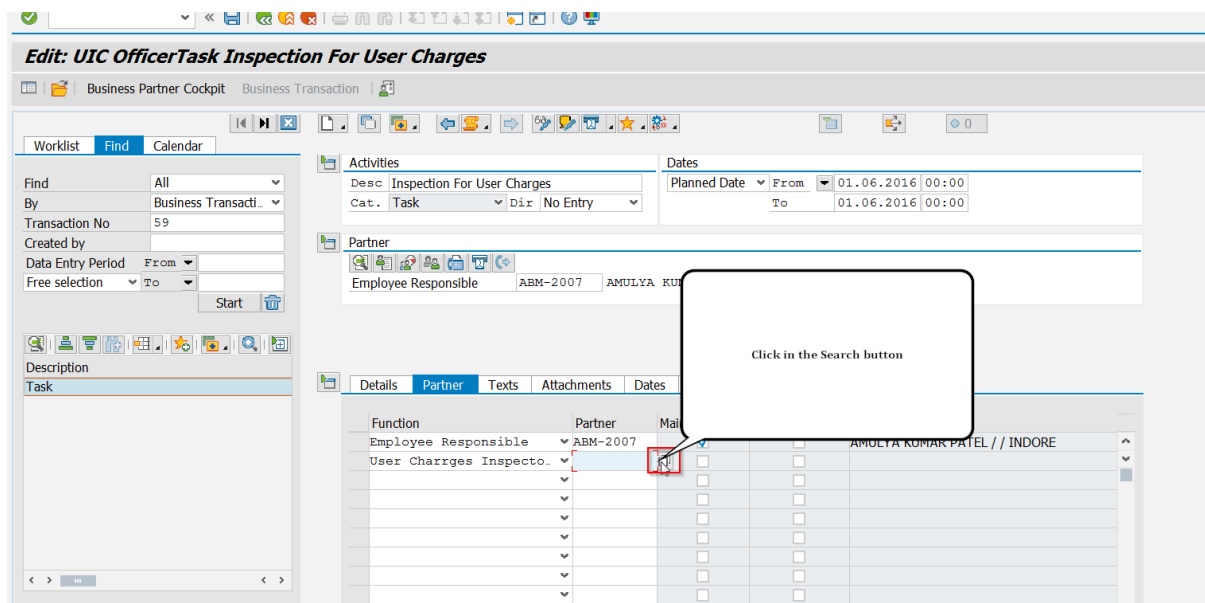 Edit: UIC OfficerTask Inspection For User Charges
Business Partner Cockpit Business Transaction
0
Worklist Find Calendar
Find All
By Business Transacti..
Transaction No 59
Created by
Data Entry Period From
Free selection To
Start
Description
Task
Activities
Desc Inspection For User Charges
Cat. Task Dir No Entry
Dates
Planned Date From 01.06.2016 00:00
To 01.06.2016 00:00
Partner
Employee Responsible ABM-2007 AMULYA
Click in the Search button
Details Partner Texts Attachments Dates
Function Partner
Employee Responsible ABM-2007 AMULYA KUMAR PATEL / / INDORE
User Charrges Inspecto..